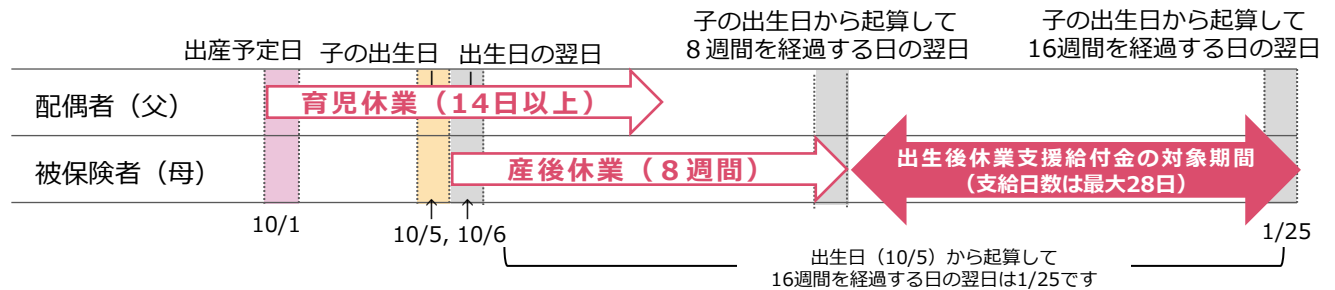 子の出生日から起算して
８週間を経過する日の翌日
子の出生日から起算して
16週間を経過する日の翌日
出産予定日
子の出生日
出生日の翌日
配偶者（父）
育児休業（14日以上）
被保険者（母）
産後休業（８週間）
出生後休業支援給付金の対象期間
（支給日数は最大28日）
10/1
10/5, 10/6
1/25
出生日（10/5）から起算して
16週間を経過する日の翌日は1/25です